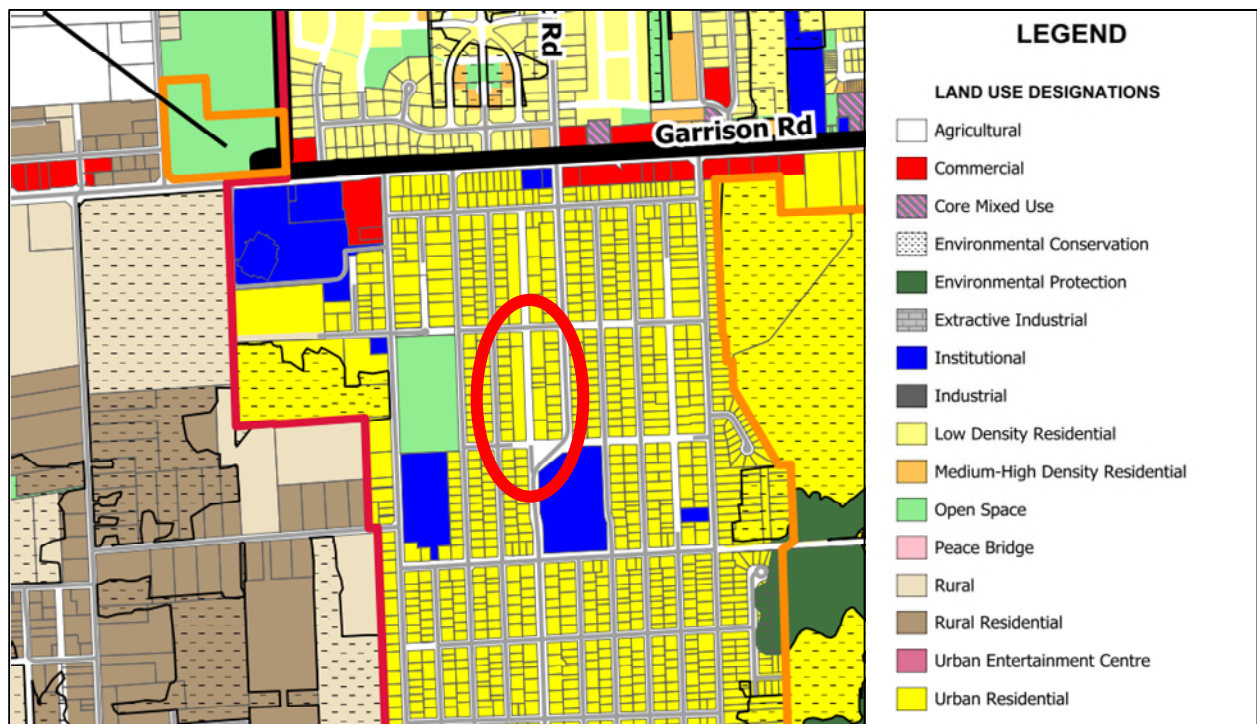 Rd
Garrison Rd
LEGEND
LAND USE DESIGNATIONS
Agricultural
Commercial
Core Mixed Use
Environmental Conservation
Environmental Protection
Extractive Industrial
Institutional
Industrial
Low Density Residential
Medium-High Density Residential
Open Space
Peace Bridge
Rural
Rural Residential
Urban Entertainment Centre
Urban Residential